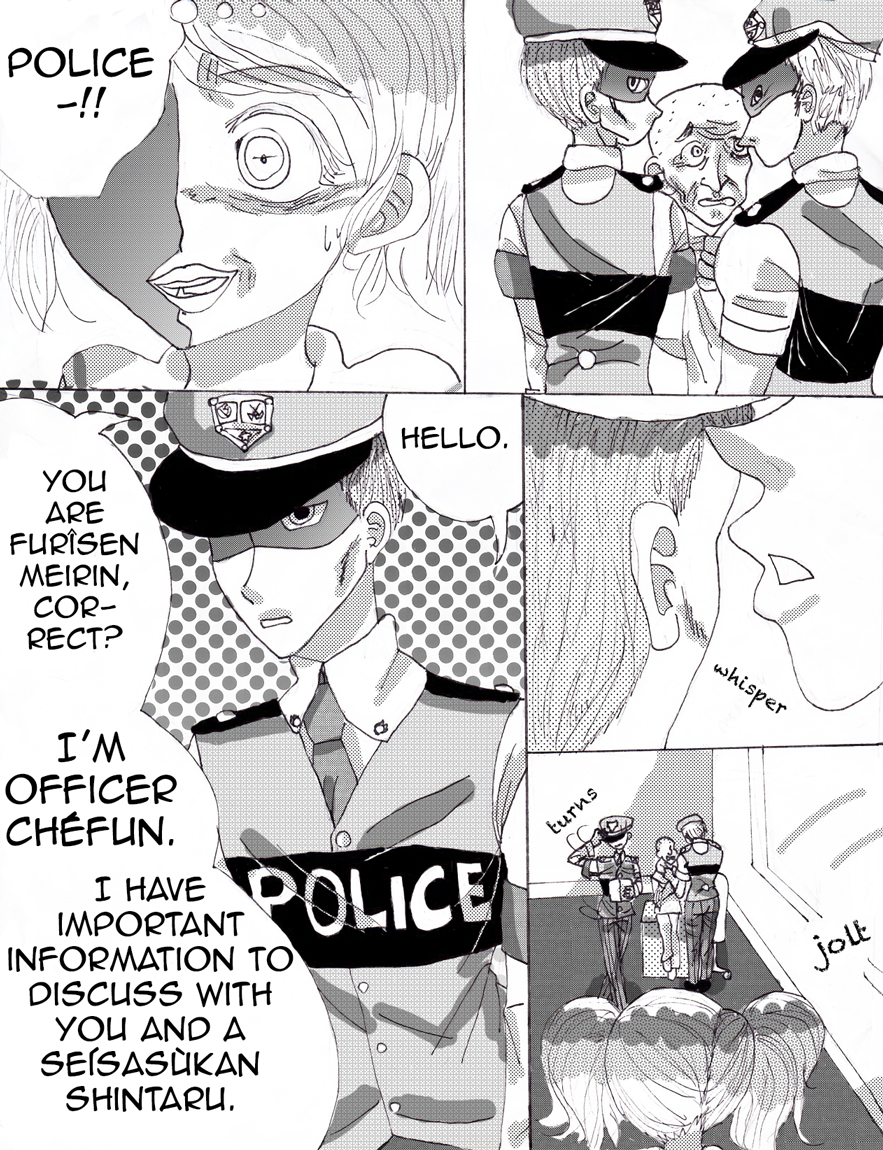 POLICE
-!!
whisper
turns
jolt
HELLO.
YOU
ARE
FURÎSEN
MEIRIN,
COR-
RECT?
I'M
OFFICER
CHÉFUN.
I HAVE
IMPORTANT
INFORMATION TO
DISCUSS WITH
YOU AND A
SEÍSASÙKAN
SHINTARU.
POLICE